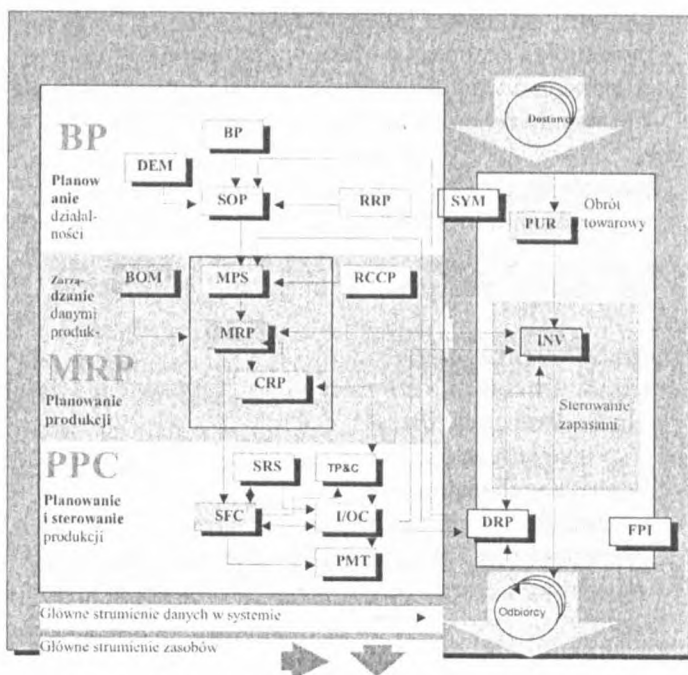 BP
BP
DEM
Planow
anie
działal-
ności
SOP
RRP
SYM
Dostawcy
Obrót
towarowy
PUR
Zarzą-
dzanie
danymi
produk-
BOM
MPS
RCCP
MRP
INV
MRP
CRP
Planowanie
produkcji
Sterowanie
zapasami
PPC
SRS
TP&C
Planowanie
i sterowanie
produkcji
SFC
I/OC
DRP
FPI
PMT
Główne strumienie danych w systemie
Odbiorcy
Główne strumienie zasobów